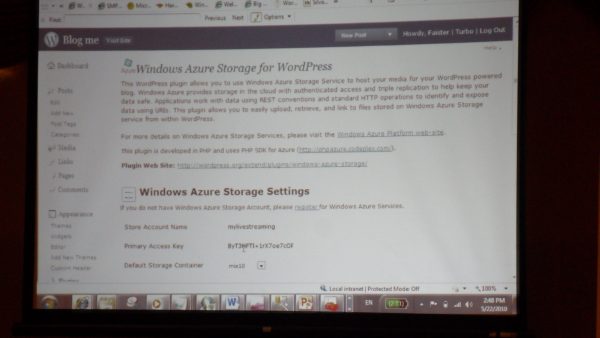 Find:
Previous
Next
Options
Blog me
Visit Site
New Post
Howdy, Faister | Turbo | Log Out
Help
Dashboard
Posts
Edit
Add New
Post Tags
Categories
Media
Links
Pages
Comments
Appearance
Themes
Widgets
Editor
Add New Themes
Custom Header
Windows Azure Storage for WordPress
This WordPress plugin allows you to use Windows Azure Storage Service to host your media for your WordPress powered
blog. Windows Azure provides storage in the cloud with authenticated access and triple replication to help keep your
data safe. Applications work with data using REST conventions and standard HTTP operations to identify and expose
data using URIs. This plugin allows you to easily upload, retrieve, and link to files stored on Windows Azure Storage
service from within WordPress.
For more details on Windows Azure Storage Services, please visit the Windows Azure Platform web-site.
this plugin is developed in PHP and uses PHP SDK for Azure (http://phpazure.codeplex.com/).
Plugin Web Site: http://wordpress.org/extend/plugins/windows-azure-storage/
Windows Azure Storage Settings
If you do not have Windows Azure Storage Account, please register for Windows Azure Services.
Store Account Name mylivestreaming
Primary Access Key
Default Storage Container mix10
Local intranet | Protected Mode: Off
100%
EN
2:48 PM
5/22/2010